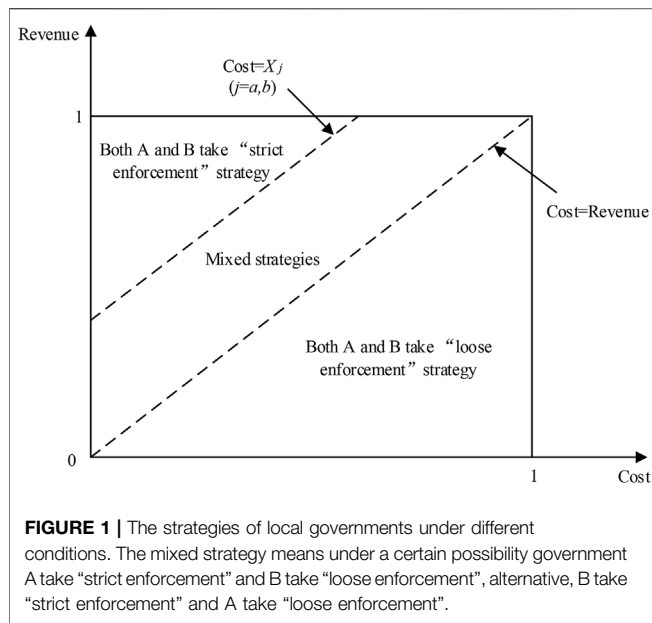 Revenue
Cost=Xj
(j=a,b)
1
Both A and B take “strict
enforcement” strategy
Cost=Revenue
Mixed strategies
Both A and B take “loose
enforcement” strategy
0
1
Cost
FIGURE 1 | The strategies of local governments under different
conditions. The mixed strategy means under a certain possibility government
A take “strict enforcement” and B take “loose enforcement”, alternative, B take
“strict enforcement” and A take “loose enforcement”.